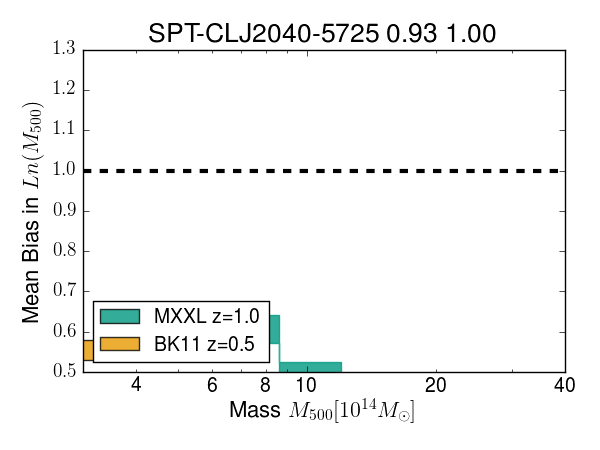 SPT-CLJ2040-5725 0.93 1.00
1.3
1.2
1.1
1.0
0.9
0.8
0.7
0.6
0.5
Mean Bias in Ln(M500)
MXXL z=1.0
BK11 z=0.5
4 6 8 10 20 40
Mass M500[10^14M⊙]